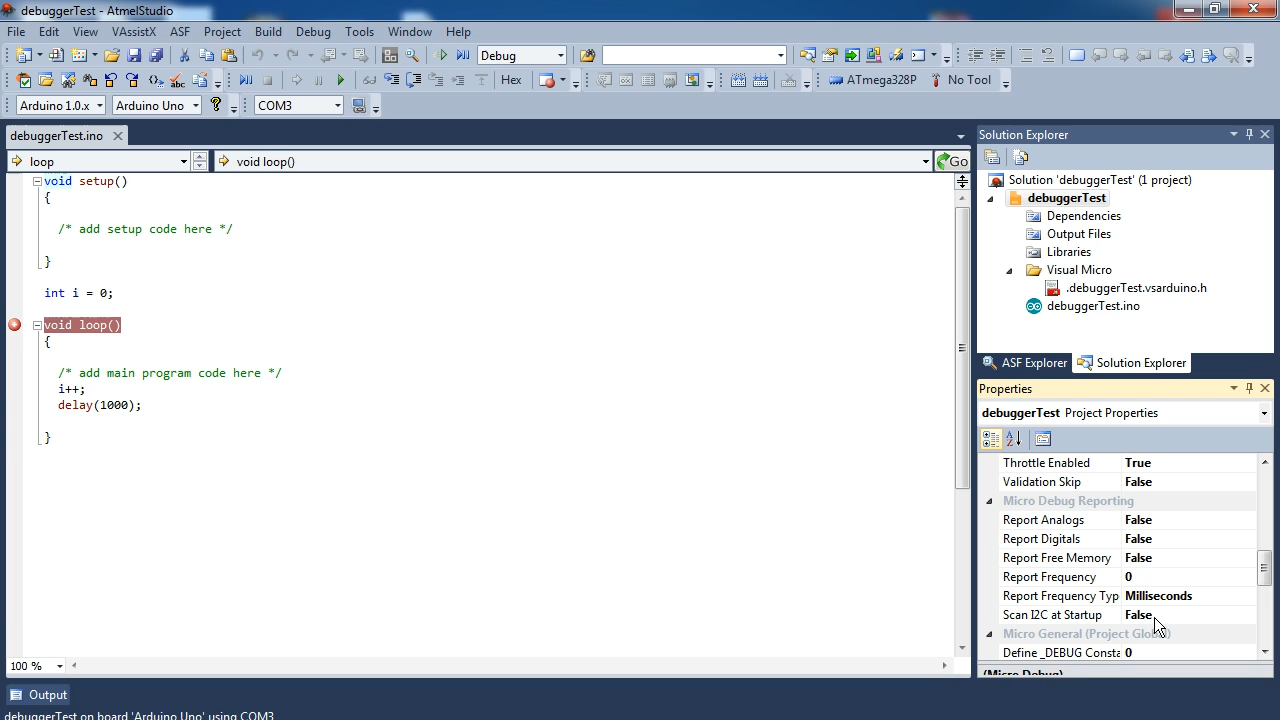 debuggerTest - AtmelStudio
File Edit View VAssistX ASF Project Build Debug Tools Window Help
Debug
Hex
ATmega328P
No Tool
Arduino 1.0.x
Arduino Uno
COM3
debuggerTest.ino
loop
void loop()
Go
void setup()
{
/* add setup code here */
}
int i = 0;
void loop()
{
/* add main program code here */
i++;
delay(1000);
}
100 %
Output
debuggerTest on board 'Arduino Uno' using COM3
Solution Explorer
Solution 'debuggerTest' (1 project)
debuggerTest
Dependencies
Output Files
Libraries
Visual Micro
.debuggerTest.vsarduino.h
debuggerTest.ino
ASF Explorer
Solution Explorer
Properties
debuggerTest Project Properties
Throttle Enabled True
Validation Skip False
Micro Debug Reporting
Report Analogs False
Report Digitals False
Report Free Memory False
Report Frequency 0
Report Frequency Typ Milliseconds
Scan I2C at Startup False
Micro General (Project Global)
Define _DEBUG Consta 0
(Micro Debug)